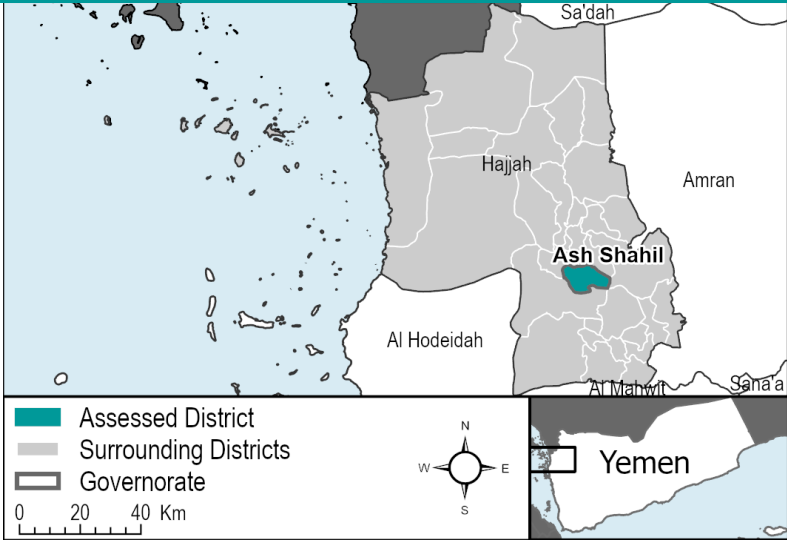 Sa'dah
Hajjah
Amran
Ash Shahil
Al Hodeidah
Al Mahwit
Sana'a
Assessed District
Surrounding Districts
Governorate
0 20 40 Km
N
W E
S
Yemen